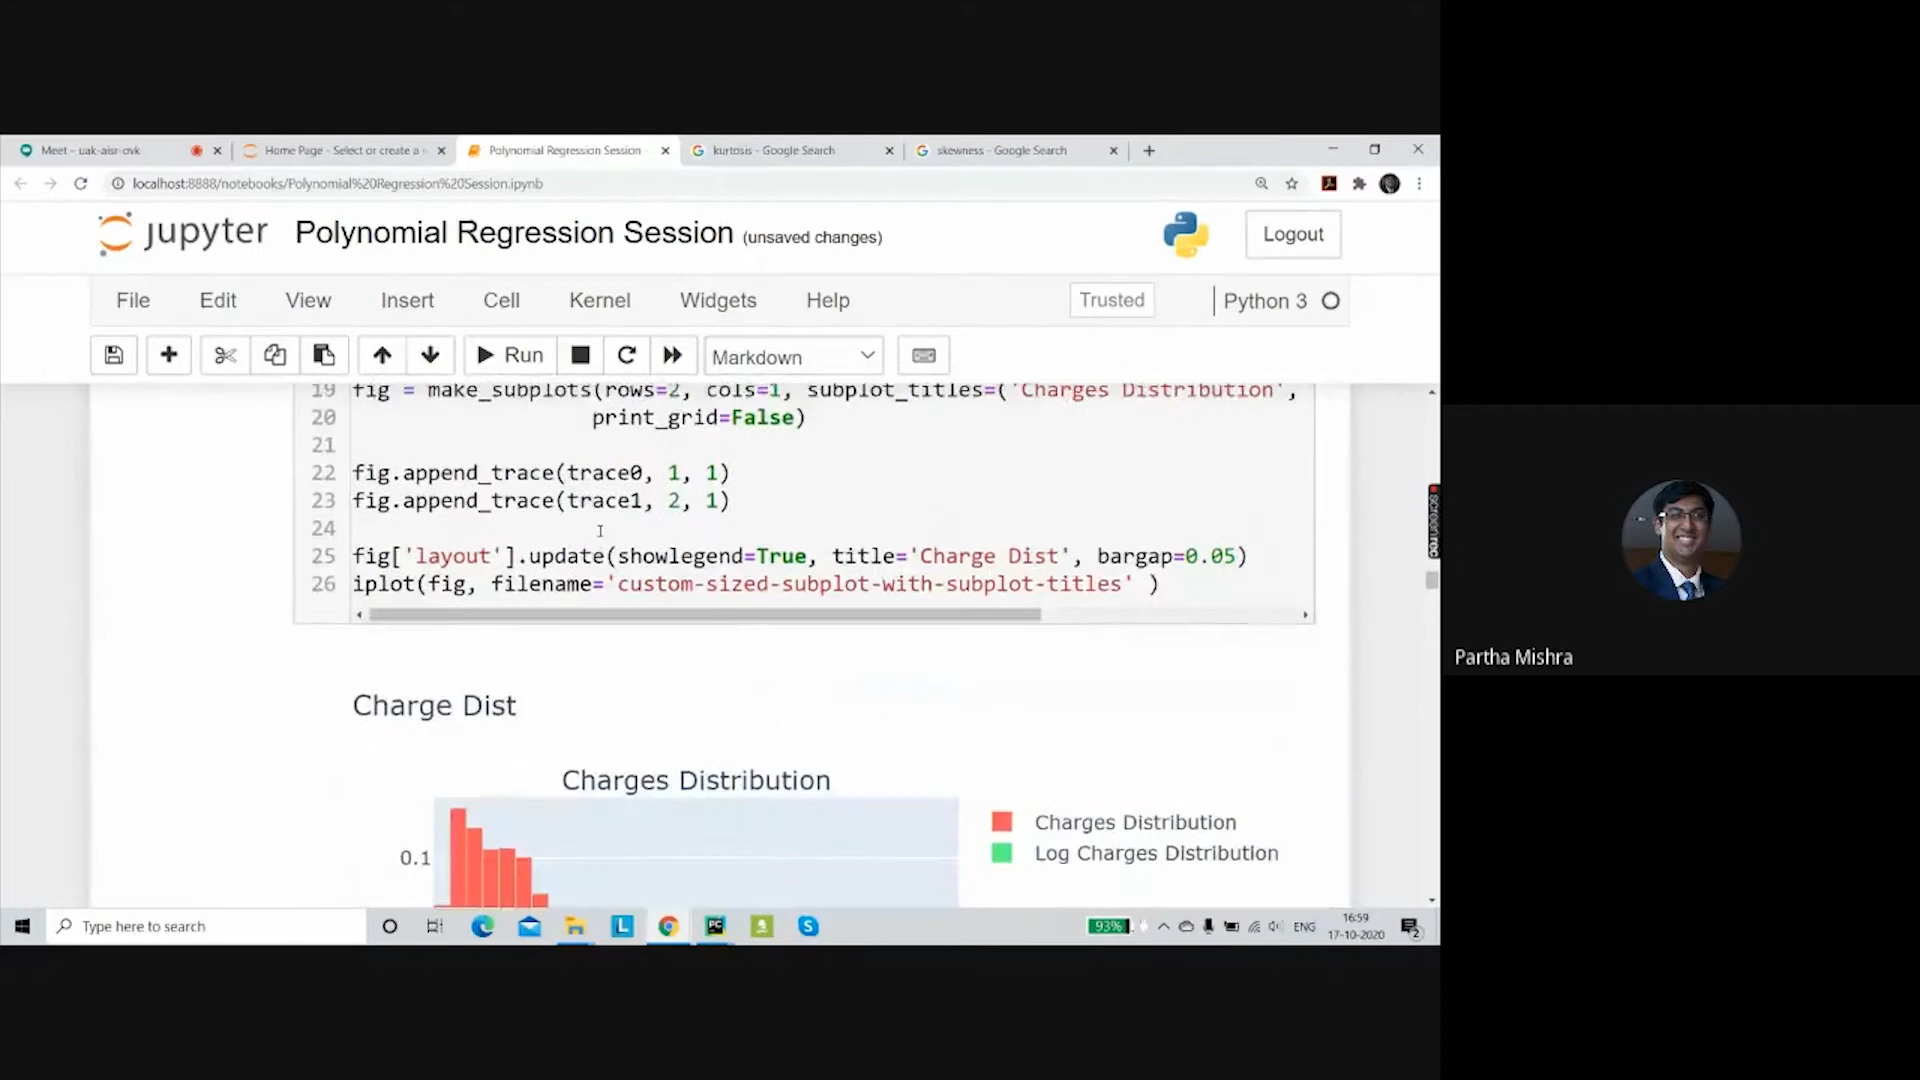 Meet – uak-aisr-ovk
Home Page - Select or create a n
Polynomial Regression Session -
kurtosis - Google Search
skewness - Google Search
localhost:8888/notebooks/Polynomial%20Regression%20Session.ipynb
jupyter Polynomial Regression Session (unsaved changes)
Logout
File Edit View Insert Cell Kernel Widgets Help
Trusted
Python 3
Run
Markdown
19 fig = make_subplots(rows=2, cols=1, subplot_titles=('Charges Distribution',
20 print_grid=False)
21
22 fig.append_trace(trace0, 1, 1)
23 fig.append_trace(trace1, 2, 1)
24
25 fig['layout'].update(showlegend=True, title='Charge Dist', bargap=0.05)
26 iplot(fig, filename='custom-sized-subplot-with-subplot-titles' )
Charge Dist
Charges Distribution
0.1
Charges Distribution
Log Charges Distribution
screenrec
Partha Mishra
Type here to search
L
PC
S
93%
ENG
16:59
17-10-2020
2